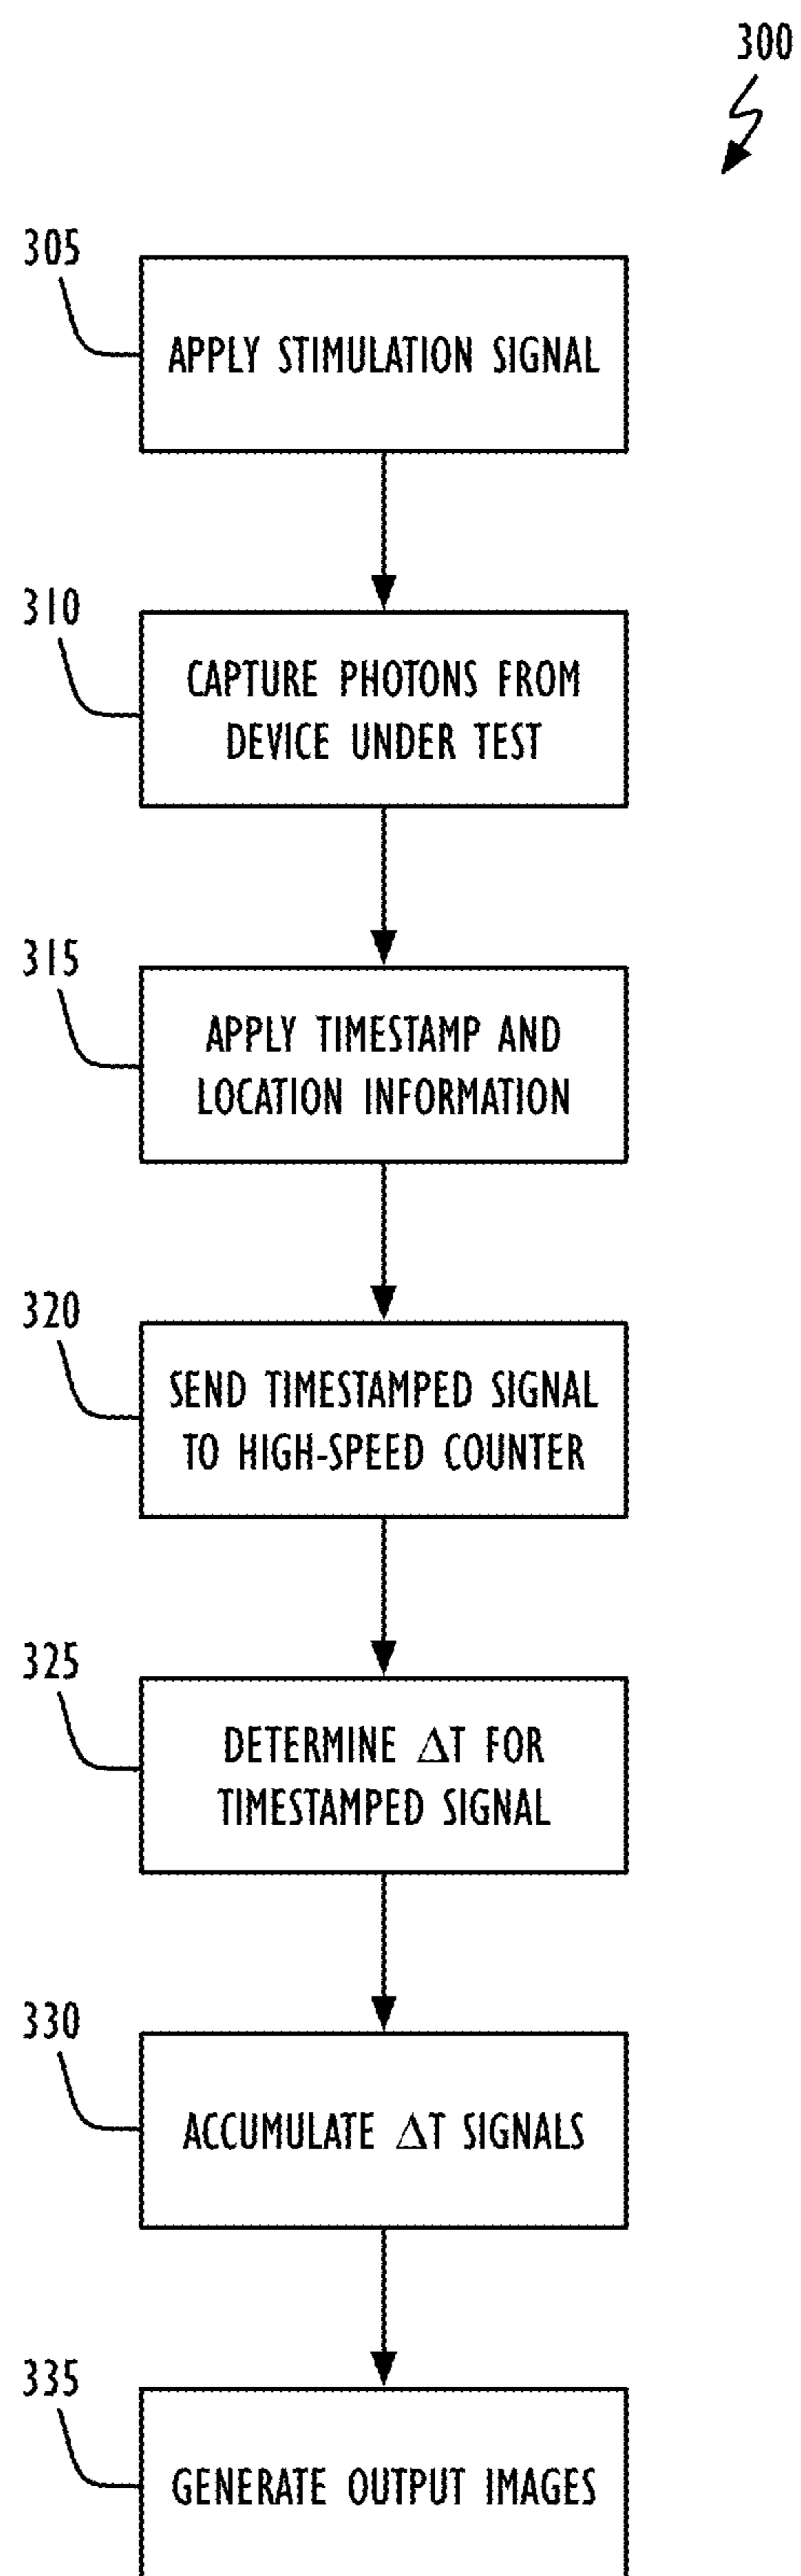 300
305
APPLY STIMULATION SIGNAL
310
CAPTURE PHOTONS FROM
DEVICE UNDER TEST
315
APPLY TIMESTAMP AND
LOCATION INFORMATION
320
SEND TIMESTAMPED SIGNAL
TO HIGH-SPEED COUNTER
325
DETERMINE ΔT FOR
TIMESTAMPED SIGNAL
330
ACCUMULATE ΔT SIGNALS
335
GENERATE OUTPUT IMAGES